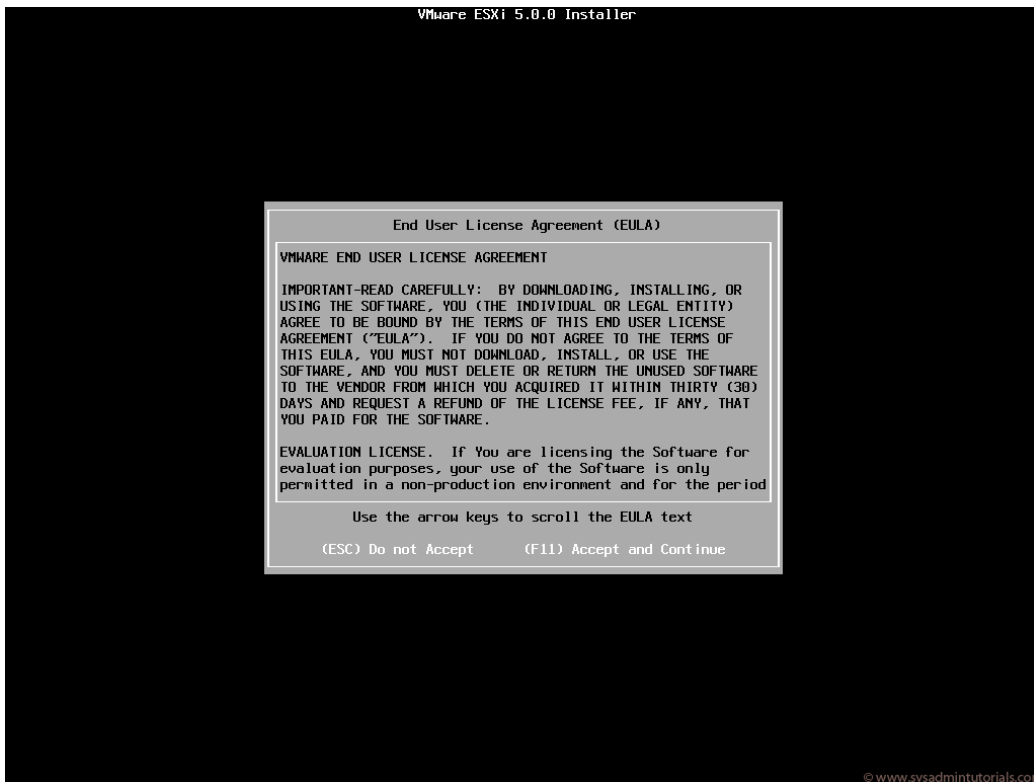 VMware ESXi 5.0.0 Installer
End User License Agreement (EULA)
VMWARE END USER LICENSE AGREEMENT
IMPORTANT-READ CAREFULLY:  BY DOWNLOADING, INSTALLING, OR
USING THE SOFTWARE, YOU (THE INDIVIDUAL OR LEGAL ENTITY)
AGREE TO BE BOUND BY THE TERMS OF THIS END USER LICENSE
AGREEMENT ("EULA").  IF YOU DO NOT AGREE TO THE TERMS OF
THIS EULA, YOU MUST NOT DOWNLOAD, INSTALL, OR USE THE
SOFTWARE, AND YOU MUST DELETE OR RETURN THE UNUSED SOFTWARE
TO THE VENDOR FROM WHICH YOU ACQUIRED IT WITHIN THIRTY (30)
DAYS AND REQUEST A REFUND OF THE LICENSE FEE, IF ANY, THAT
YOU PAID FOR THE SOFTWARE.
EVALUATION LICENSE.  If You are licensing the Software for
evaluation purposes, your use of the Software is only
permitted in a non-production environment and for the period
Use the arrow keys to scroll the EULA text
(ESC) Do not Accept (F11) Accept and Continue
© www.sysadmintutorials.com